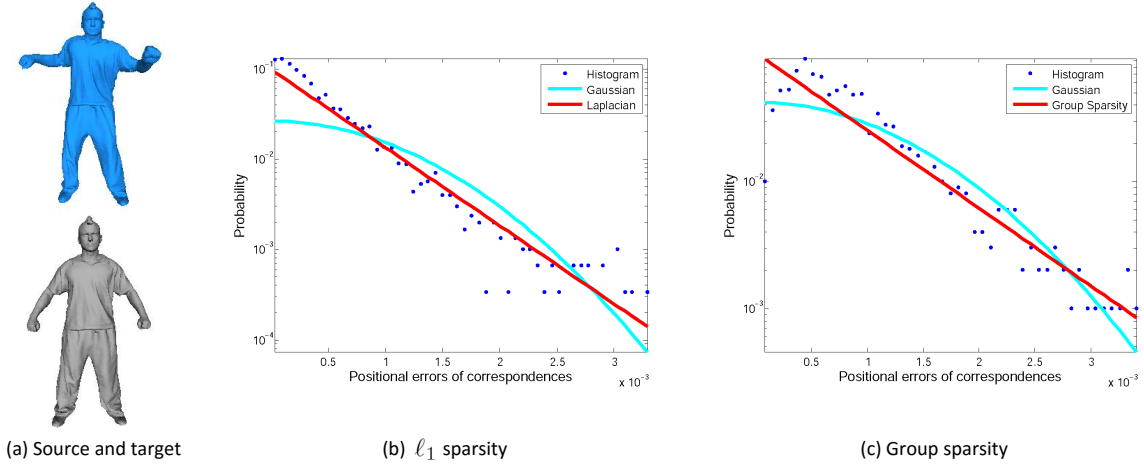 10⁻¹
10⁻²
10⁻³
10⁻⁴
Probability
Histogram
Gaussian
Laplacian
0.5 1 1.5 2 2.5 3
Positional errors of correspondences
x 10⁻³
10⁻²
10⁻³
Probability
Histogram
Gaussian
Group Sparsity
0.5 1 1.5 2 2.5 3
Positional errors of correspondences
x 10⁻³
(a) Source and target
(b) ℓ₁ sparsity
(c) Group sparsity